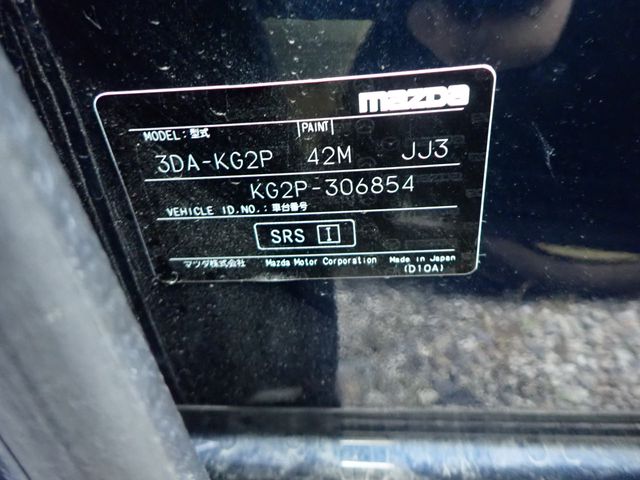 mazda
MODEL: 型式 PAINT
3DA-KG2P 42M JJ3
KG2P-306854
VEHICLE ID.NO.: 車台番号
SRS I
マツダ株式会社 Mazda Motor Corporation Made in Japan
(D10A)